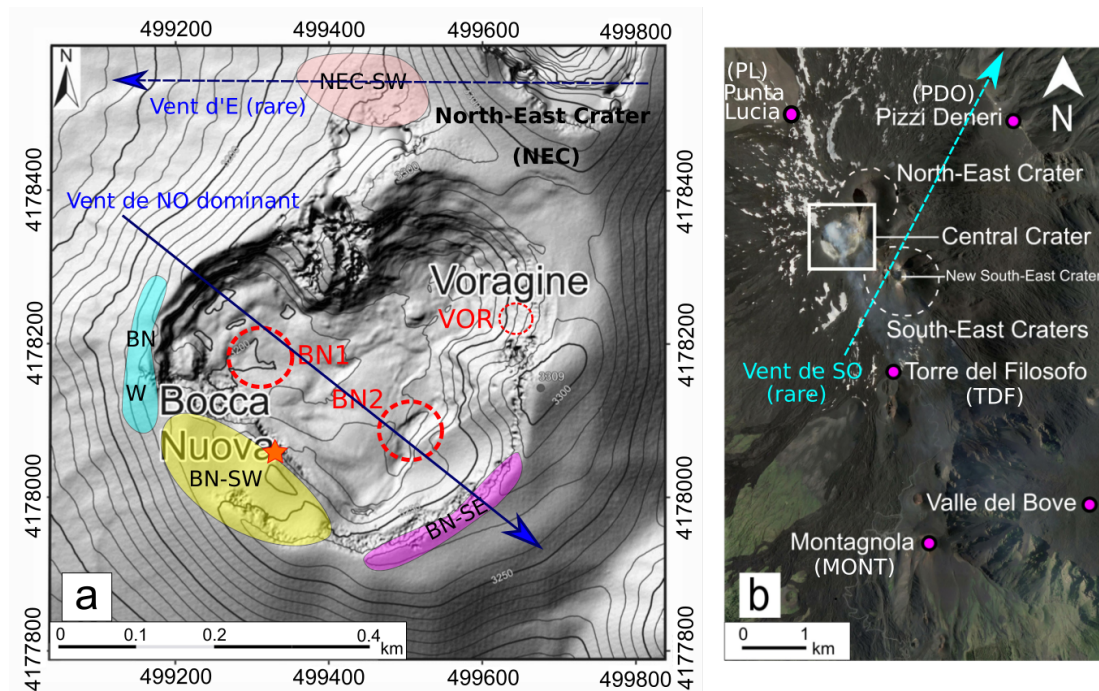 499200
499400
499600
499800
N
NEC-SW
Vent d'E (rare)
North-East Crater
(NEC)
4178400
4178400
Vent de NO dominant
Voragine
VOR
4178200
4178200
BN
W
BN1
BN2
3309
3300
Bocca
Nuova
BN-SW
BN-SE
4178000
4178000
3250
a
0
0.1
0.2
0.4
km
4177800
4177800
499200
499400
499600
499800
(PL)
Punta
Lucia
(PDO)
Pizzi Deneri
N
North-East Crater
Central Crater
New South-East Crater
South-East Craters
Vent de SO
(rare)
Torre del Filosofo
(TDF)
Valle del Bove
Montagnola
(MONT)
b
0
1
km